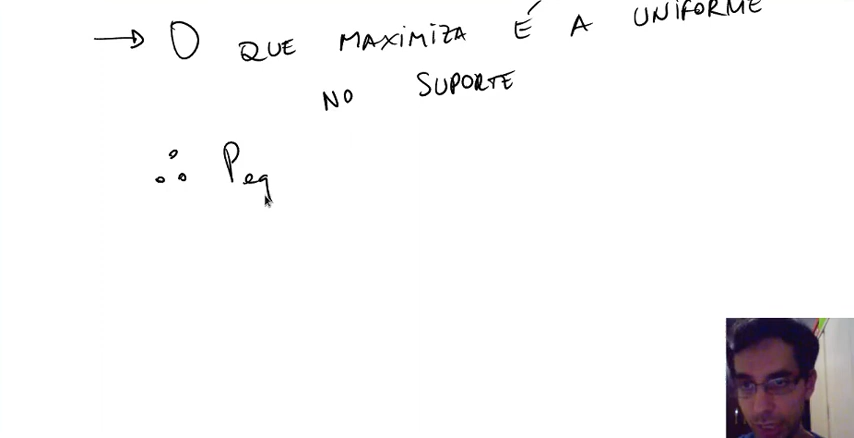 → O QUE MAXIMIZA É A UNIFORME
NO SUPORTE
∴ Peq